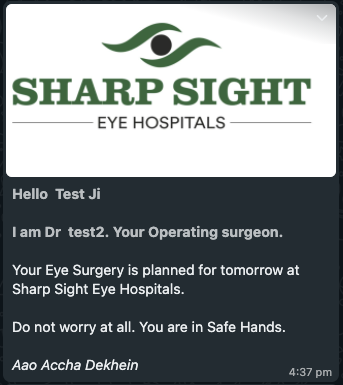 SHARP SIGHT
EYE HOSPITALS
Hello  Test Ji
I am Dr  test2. Your Operating surgeon.
Your Eye Surgery is planned for tomorrow at
Sharp Sight Eye Hospitals.
Do not worry at all. You are in Safe Hands.
Aao Accha Dekhein
4:37 pm